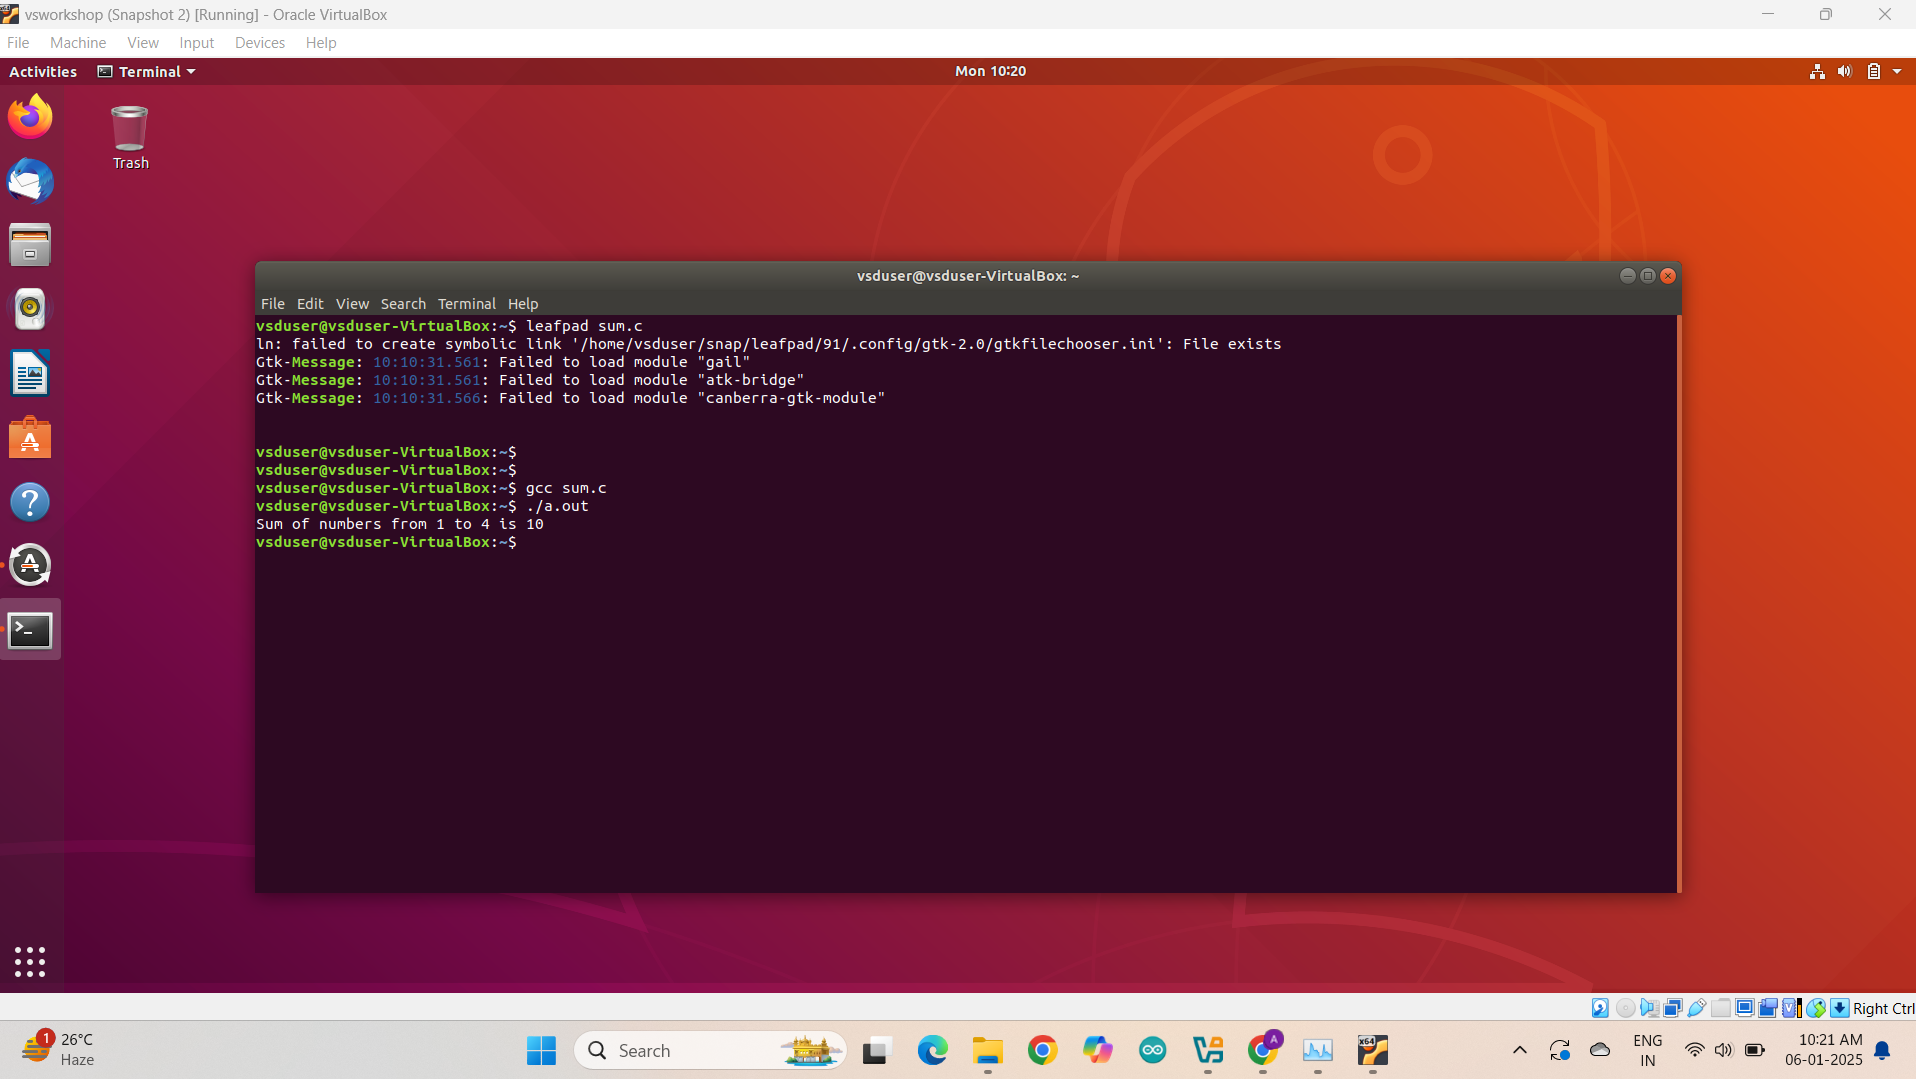 vsworkshop (Snapshot 2) [Running] - Oracle VirtualBox
File Machine View Input Devices Help
Activities Terminal Mon 10:20
Trash
vsduser@vsduser-VirtualBox: ~
File Edit View Search Terminal Help
vsduser@vsduser-VirtualBox:~$ leafpad sum.c
ln: failed to create symbolic link '/home/vsduser/snap/leafpad/91/.config/gtk-2.0/gtkfilechooser.ini': File exists
Gtk-Message: 10:10:31.561: Failed to load module "gail"
Gtk-Message: 10:10:31.561: Failed to load module "atk-bridge"
Gtk-Message: 10:10:31.566: Failed to load module "canberra-gtk-module"
vsduser@vsduser-VirtualBox:~$
vsduser@vsduser-VirtualBox:~$
vsduser@vsduser-VirtualBox:~$ gcc sum.c
vsduser@vsduser-VirtualBox:~$ ./a.out
Sum of numbers from 1 to 4 is 10
vsduser@vsduser-VirtualBox:~$
Right Ctrl
1 26°C
Haze
Search
A
x64
ENG
IN
10:21 AM
06-01-2025